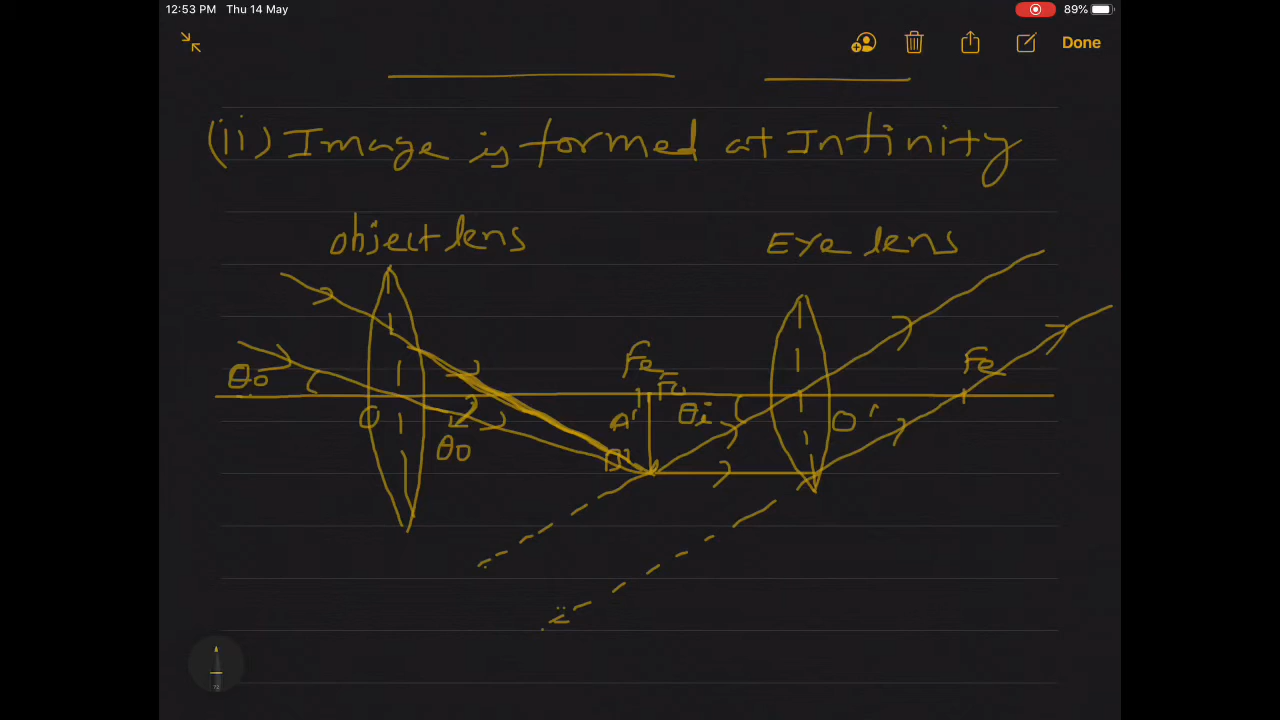 12:53 PM Thu 14 May
89%
Done
(ii) Image is formed at Infinity
object lens
Eye lens
Fe
Fe
θo
Fo
O
A'
θi
O'
θo
B'